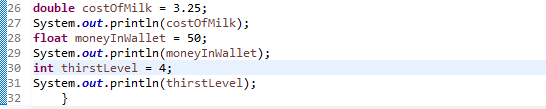 26 double costOfMilk = 3.25;
27 System.out.println(costOfMilk);
28 float moneyInWallet = 50;
29 System.out.println(moneyInWallet);
30 int thirstLevel = 4;
31 System.out.println(thirstLevel);
32     }